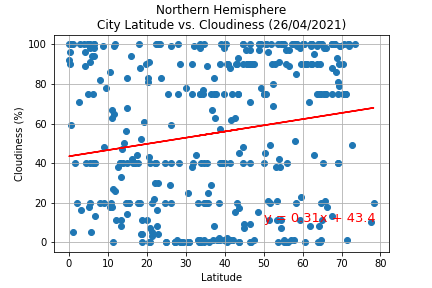 Northern Hemisphere
City Latitude vs. Cloudiness (26/04/2021)
100
80
60
40
20
0
Cloudiness (%)
y = 0.31x + 43.4
0 10 20 30 40 50 60 70 80
Latitude